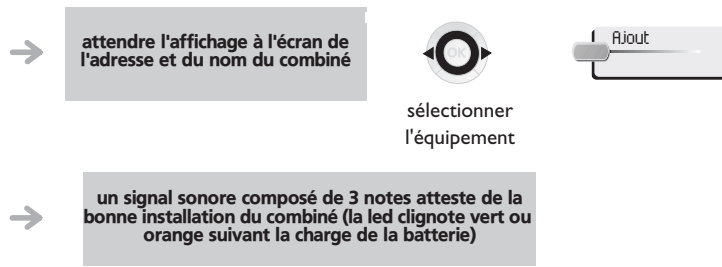 attendre l'affichage à l'écran de
l'adresse et du nom du combiné
OK
sélectionner
l'équipement
Ajout
un signal sonore composé de 3 notes atteste de la
bonne installation du combiné (la led clignote vert ou
orange suivant la charge de la batterie)